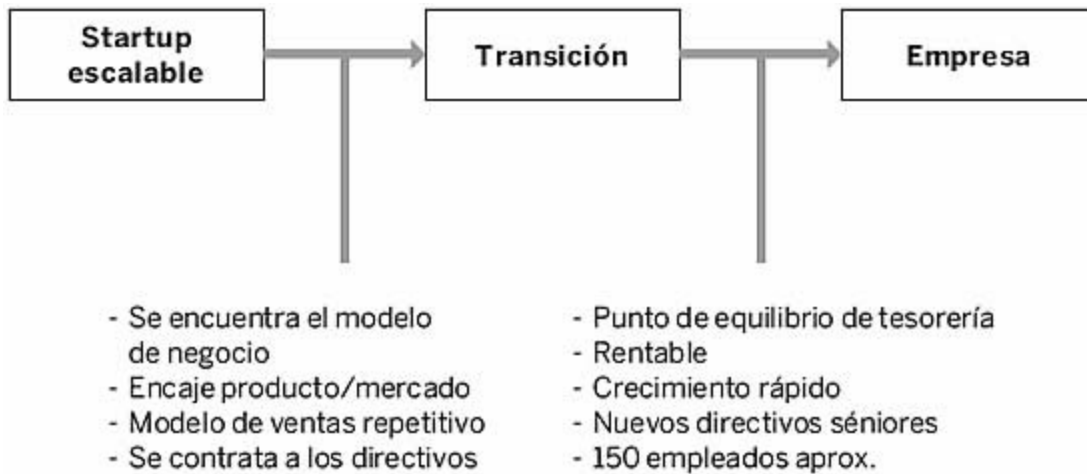 Startup
escalable
Transición
Empresa
- Se encuentra el modelo
de negocio
- Encaje producto/mercado
- Modelo de ventas repetitivo
- Se contrata a los directivos
- Punto de equilibrio de tesorería
- Rentable
- Crecimiento rápido
- Nuevos directivos séniores
- 150 empleados aprox.